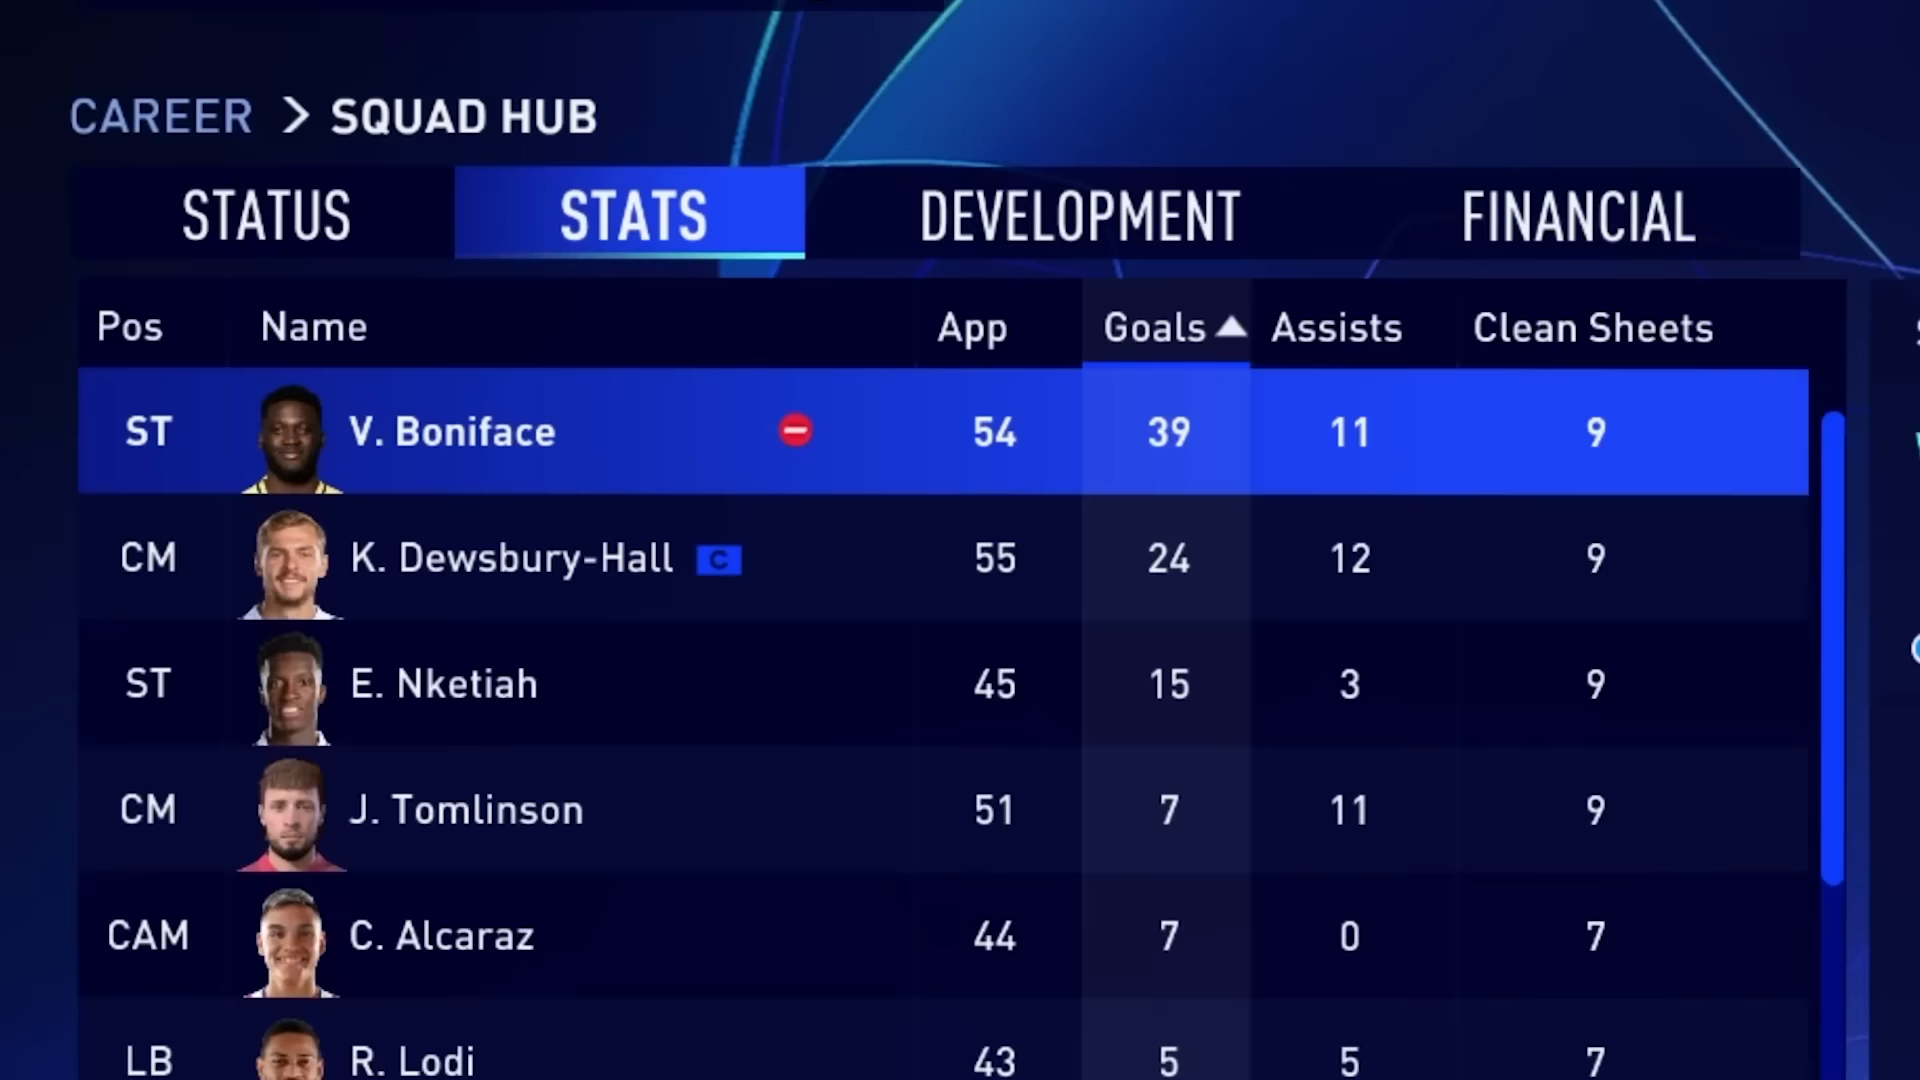 CAREER > SQUAD HUB
STATUS STATS DEVELOPMENT FINANCIAL
Pos Name App Goals Assists Clean Sheets
ST V. Boniface 54 39 11 9
CM K. Dewsbury-Hall C 55 24 12 9
ST E. Nketiah 45 15 3 9
CM J. Tomlinson 51 7 11 9
CAM C. Alcaraz 44 7 0 7
LB R. Lodi 43 5 5 7